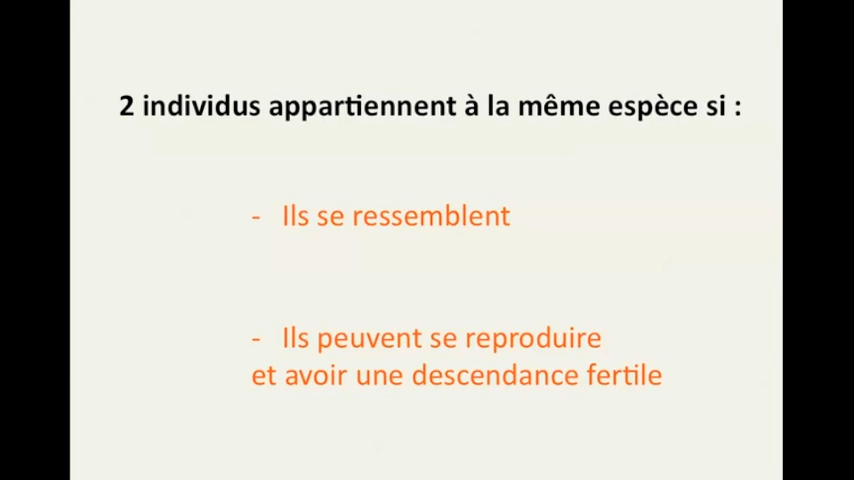 2 individus appartiennent à la même espèce si :
- Ils se ressemblent
- Ils peuvent se reproduire
et avoir une descendance fertile